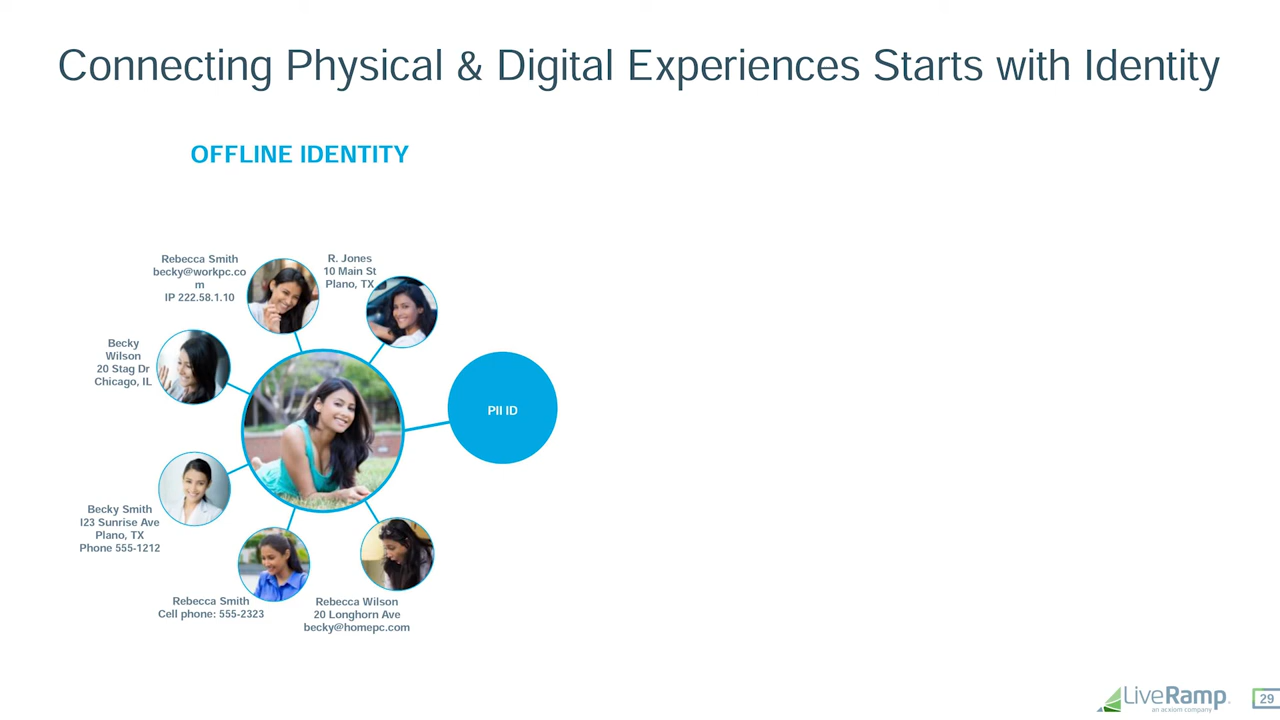 Connecting Physical & Digital Experiences Starts with Identity
OFFLINE IDENTITY
Rebecca Smith
becky@workpc.co
m
IP 222.58.1.10
R. Jones
10 Main St
Plano, TX
Becky
Wilson
20 Stag Dr
Chicago, IL
PII ID
Becky Smith
I23 Sunrise Ave
Plano, TX
Phone 555-1212
Rebecca Smith
Cell phone: 555-2323
Rebecca Wilson
20 Longhorn Ave
becky@homepc.com
LiveRamp
an acxiom company
29